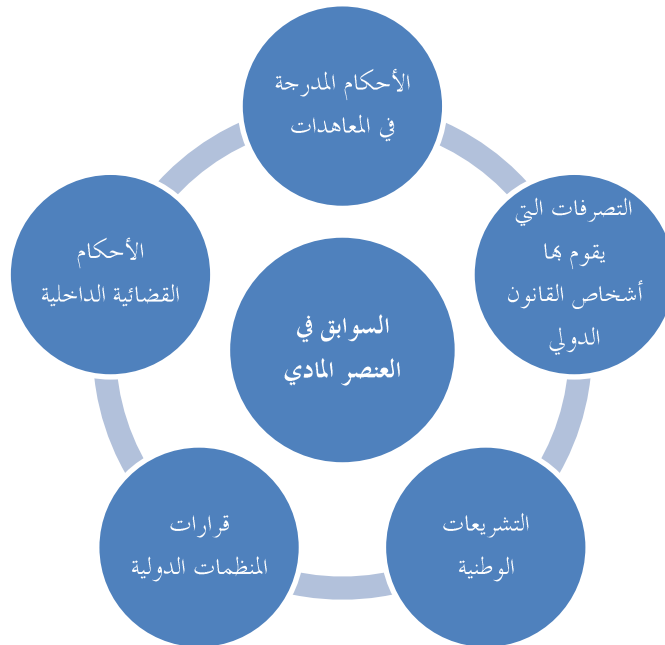 الأحكام المدرجة
في المعاهدات
التصرفات التي
يقوم بها
أشخاص القانون
الدولي
الأحكام
القضائية الداخلية
السوابق في
العنصر المادي
قرارات
المنظمات الدولية
التشريعات
الوطنية